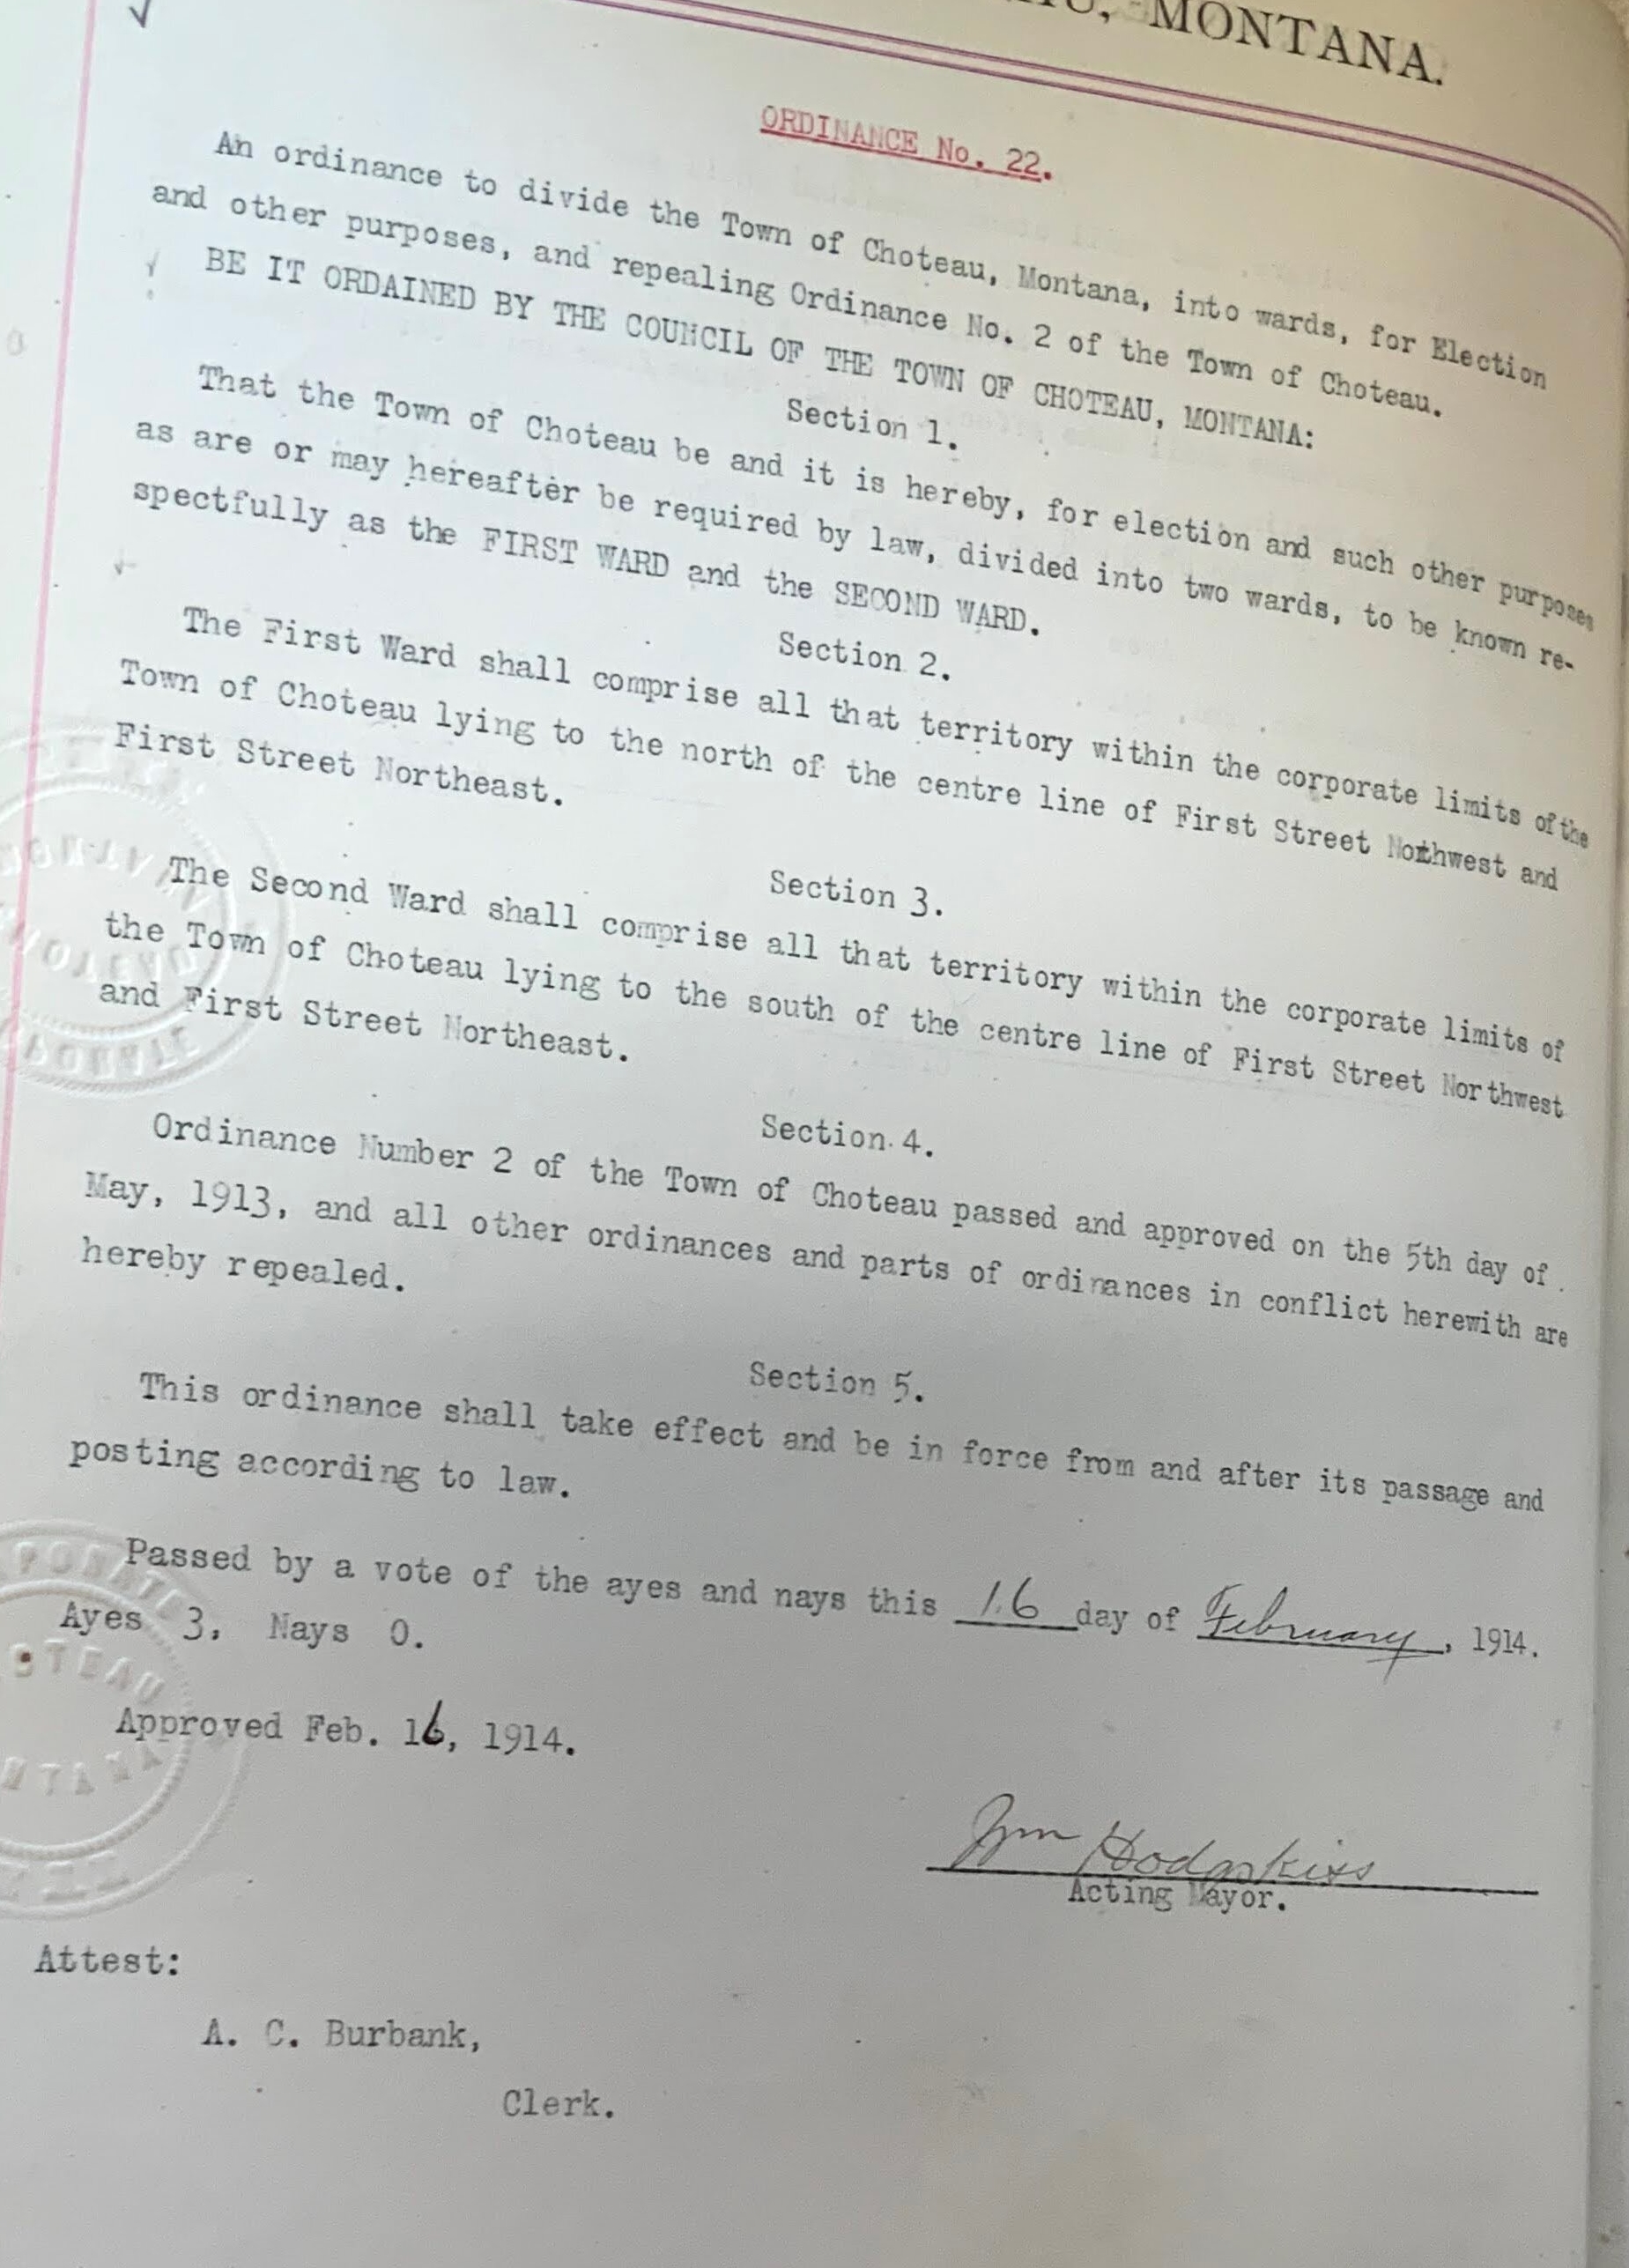 MONTANA.
ORDINANCE No. 22.
An ordinance to divide the Town of Choteau, Montana, into wards, for Election
and other purposes, and repealing Ordinance No. 2 of the Town of Choteau.
BE IT ORDAINED BY THE COUNCIL OF THE TOWN OF CHOTEAU, MONTANA:
Section 1.
That the Town of Choteau be and it is hereby, for election and such other purposes
as are or may hereafter be required by law, divided into two wards, to be known re-
spectfully as the FIRST WARD and the SECOND WARD.
Section 2.
The First Ward shall comprise all that territory within the corporate limits of the
Town of Choteau lying to the north of the centre line of First Street Northwest and
First Street Northeast.
Section 3.
The Second Ward shall comprise all that territory within the corporate limits of
the Town of Choteau lying to the south of the centre line of First Street Northwest
and First Street Northeast.
Section 4.
Ordinance Number 2 of the Town of Choteau passed and approved on the 5th day of
May, 1913, and all other ordinances and parts of ordinances in conflict herewith are
hereby repealed.
Section 5.
This ordinance shall take effect and be in force from and after its passage and
posting according to law.
Passed by a vote of the ayes and nays this 16 day of February, 1914.
Ayes 3, Nays 0.
Approved Feb. 16, 1914.
Wm Hodgskiss
Acting Mayor.
Attest:
A. C. Burbank,
Clerk.